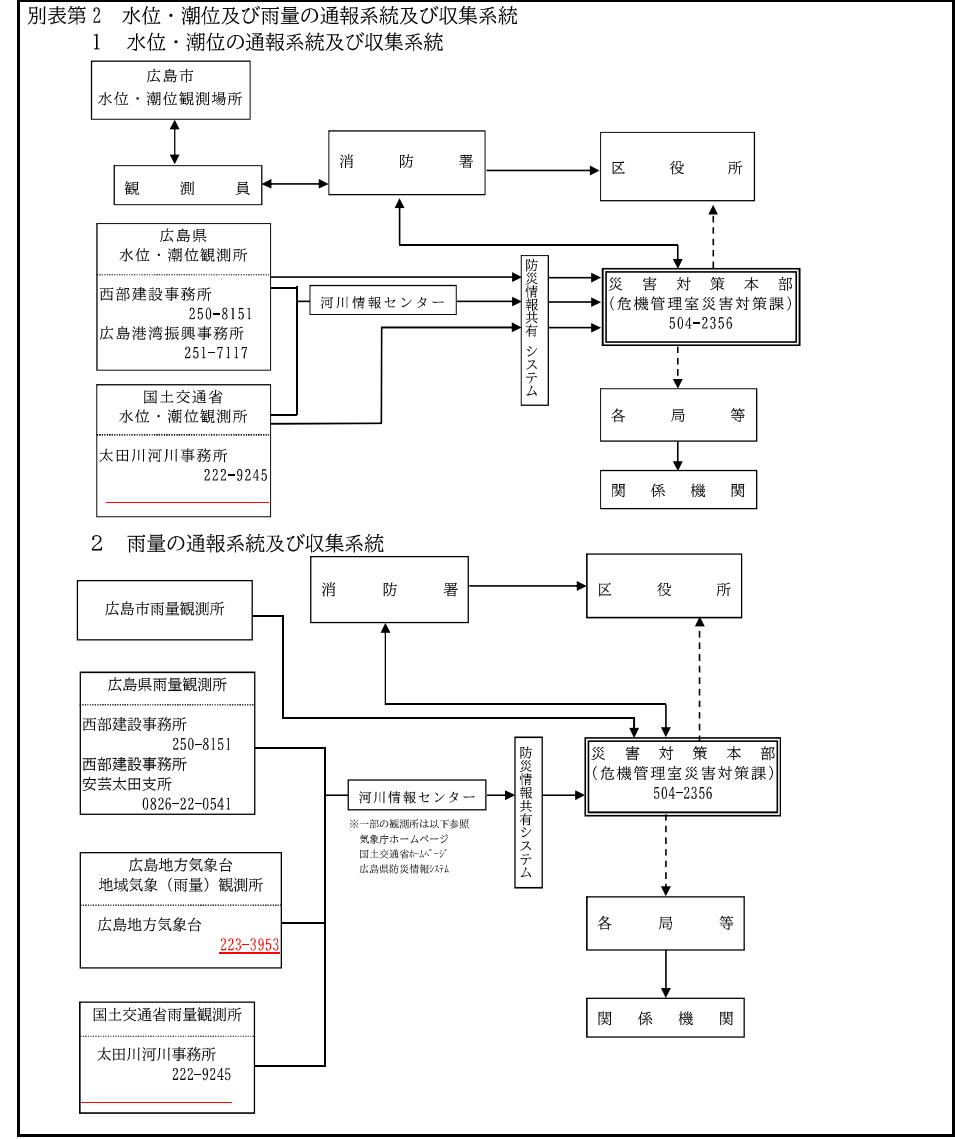 別表第２　水位・潮位及び雨量の通報系統及び収集系統
１　水位・潮位の通報系統及び収集系統
広島市
水位・潮位観測場所
観　測　員
消　防　署
区　役　所
広島県
水位・潮位観測所
西部建設事務所
250-8151
広島港湾振興事務所
251-7117
河川情報センター
防災情報共有システム
災害対策本部
(危機管理室災害対策課)
504-2356
国土交通省
水位・潮位観測所
太田川河川事務所
222-9245
各　局　等
関　係　機　関
２　雨量の通報系統及び収集系統
消　防　署
区　役　所
広島市雨量観測所
広島県雨量観測所
西部建設事務所
250-8151
西部建設事務所
安芸太田支所
0826-22-0541
河川情報センター
※一部の観測所は以下参照
気象庁ホームページ
国土交通省ﾎｰﾑﾍﾟｰｼﾞ
広島県防災情報ｼｽﾃﾑ
防災情報共有システム
災害対策本部
(危機管理室災害対策課)
504-2356
広島地方気象台
地域気象（雨量）観測所
広島地方気象台
223-3953
各　局　等
国土交通省雨量観測所
太田川河川事務所
222-9245
関　係　機　関